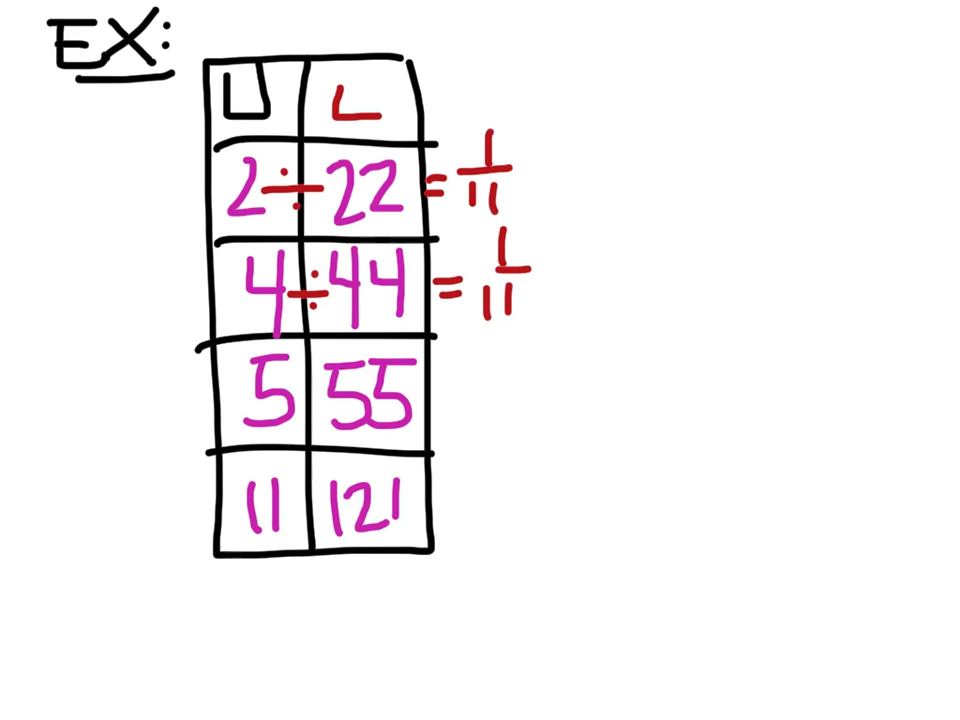 EX:
U L
2 ÷ 22 = 1/11
4 ÷ 44 = 1/11
5 55
11 121